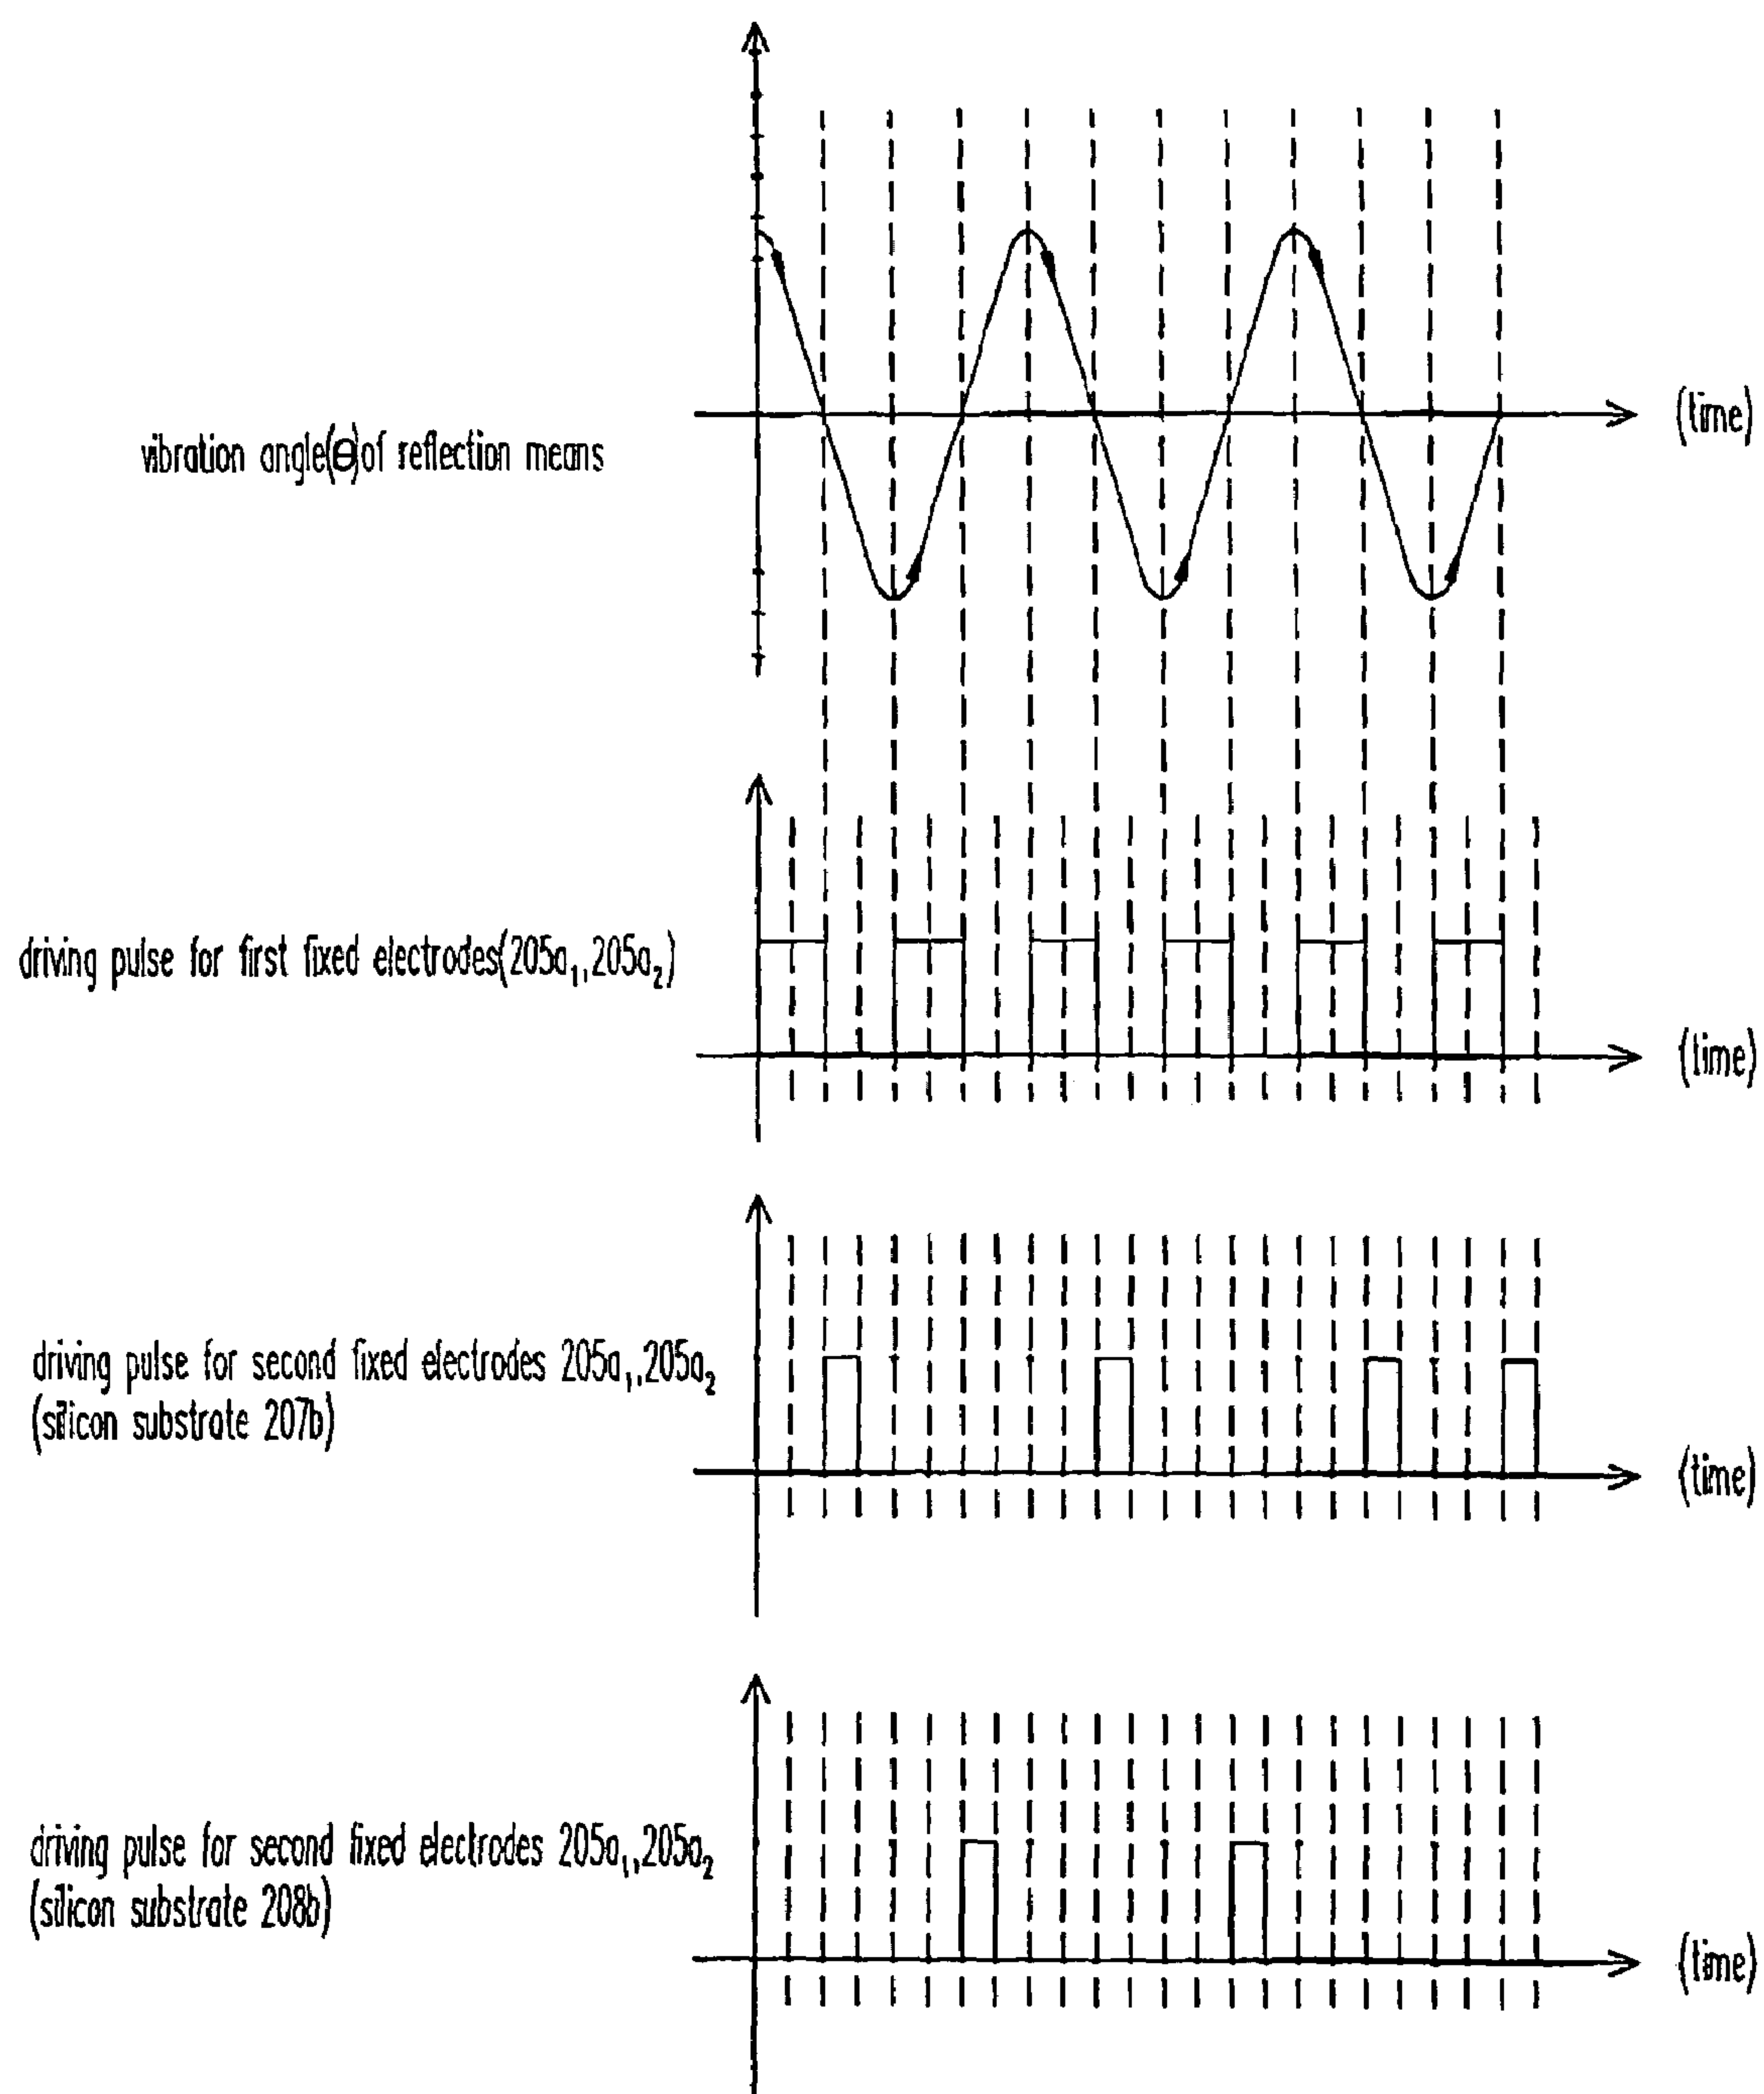 (time)
vibration angle(θ)of reflection means
driving pulse for first fixed electrodes(205a₁,205a₂)
(time)
driving pulse for second fixed electrodes 205a₁,205a₂
(silicon substrate 207b)
(time)
driving pulse for second fixed electrodes 205a₁,205a₂
(silicon substrate 208b)
(time)